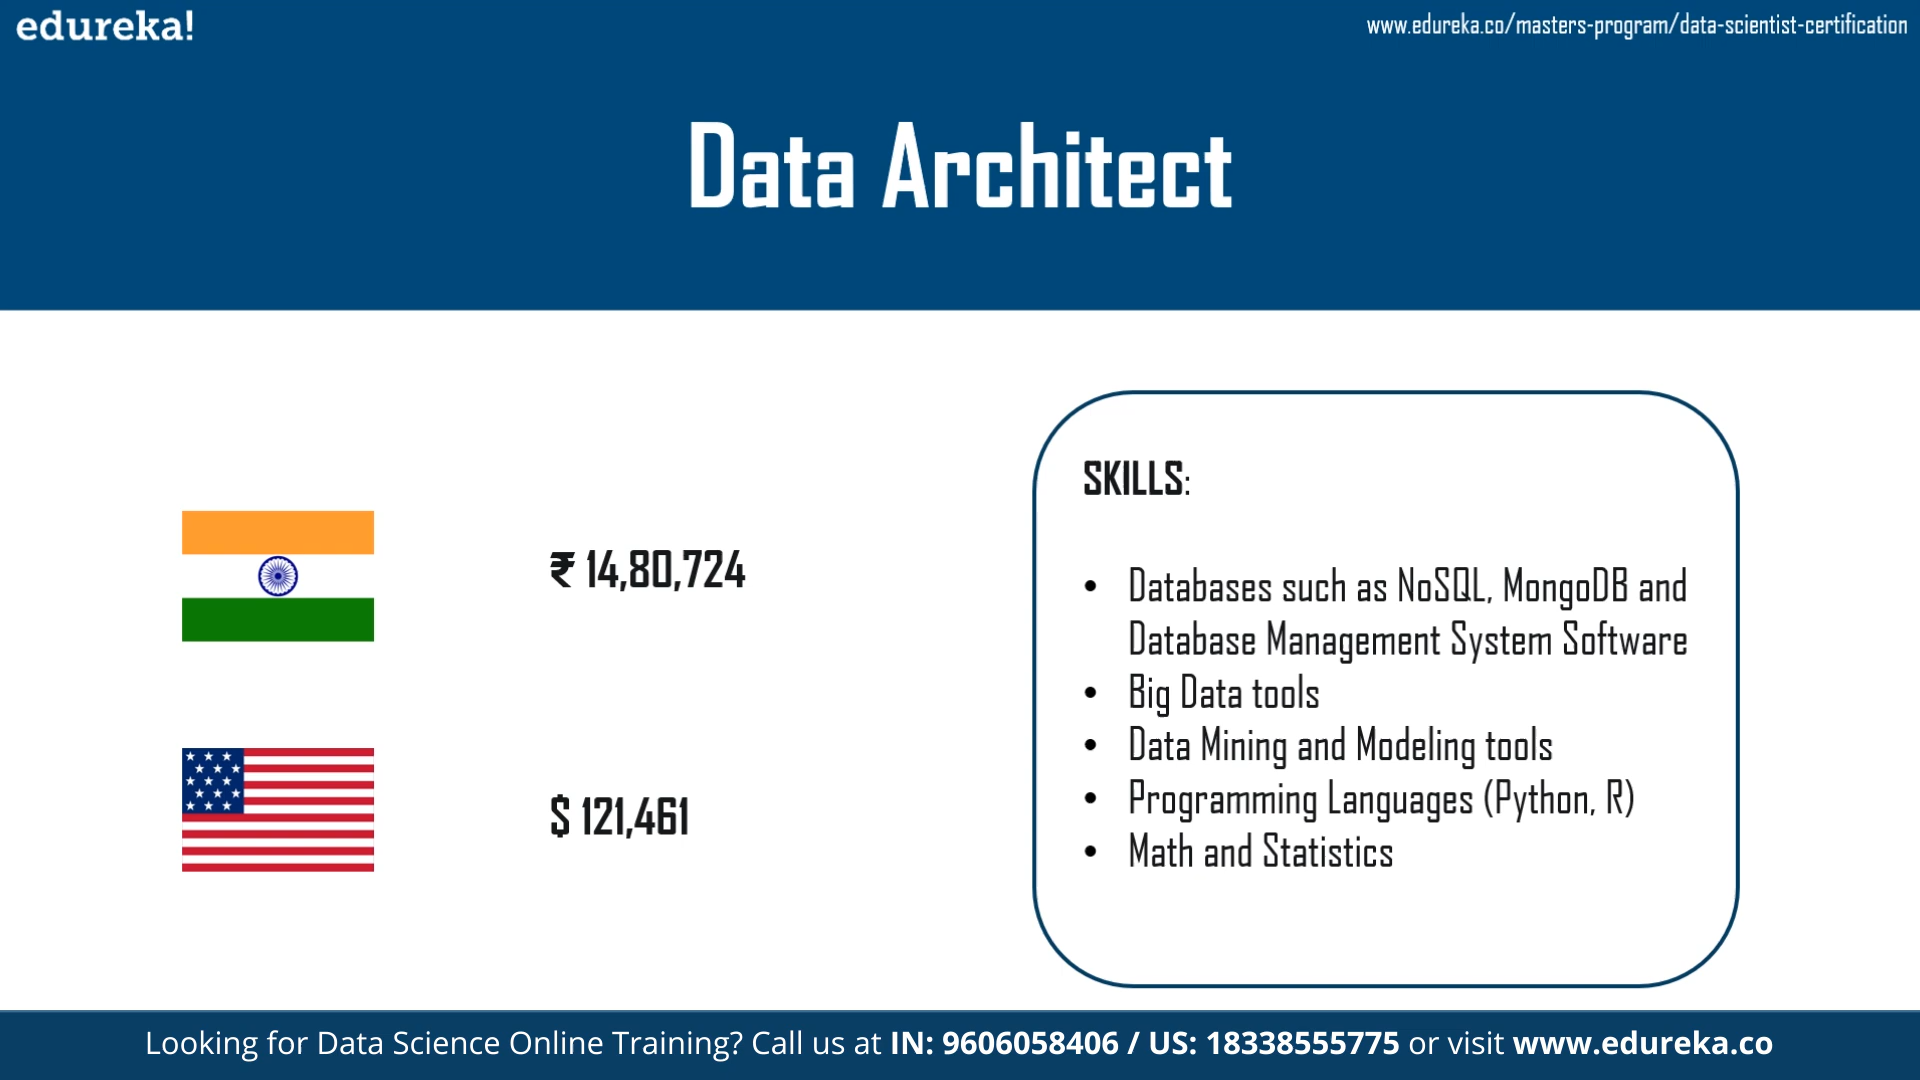 edureka!
www.edureka.co/masters-program/data-scientist-certification
Data Architect
₹ 14,80,724
$ 121,461
SKILLS:
• Databases such as NoSQL, MongoDB and
Database Management System Software
• Big Data tools
• Data Mining and Modeling tools
• Programming Languages (Python, R)
• Math and Statistics
Looking for Data Science Online Training? Call us at IN: 9606058406 / US: 18338555775 or visit www.edureka.co